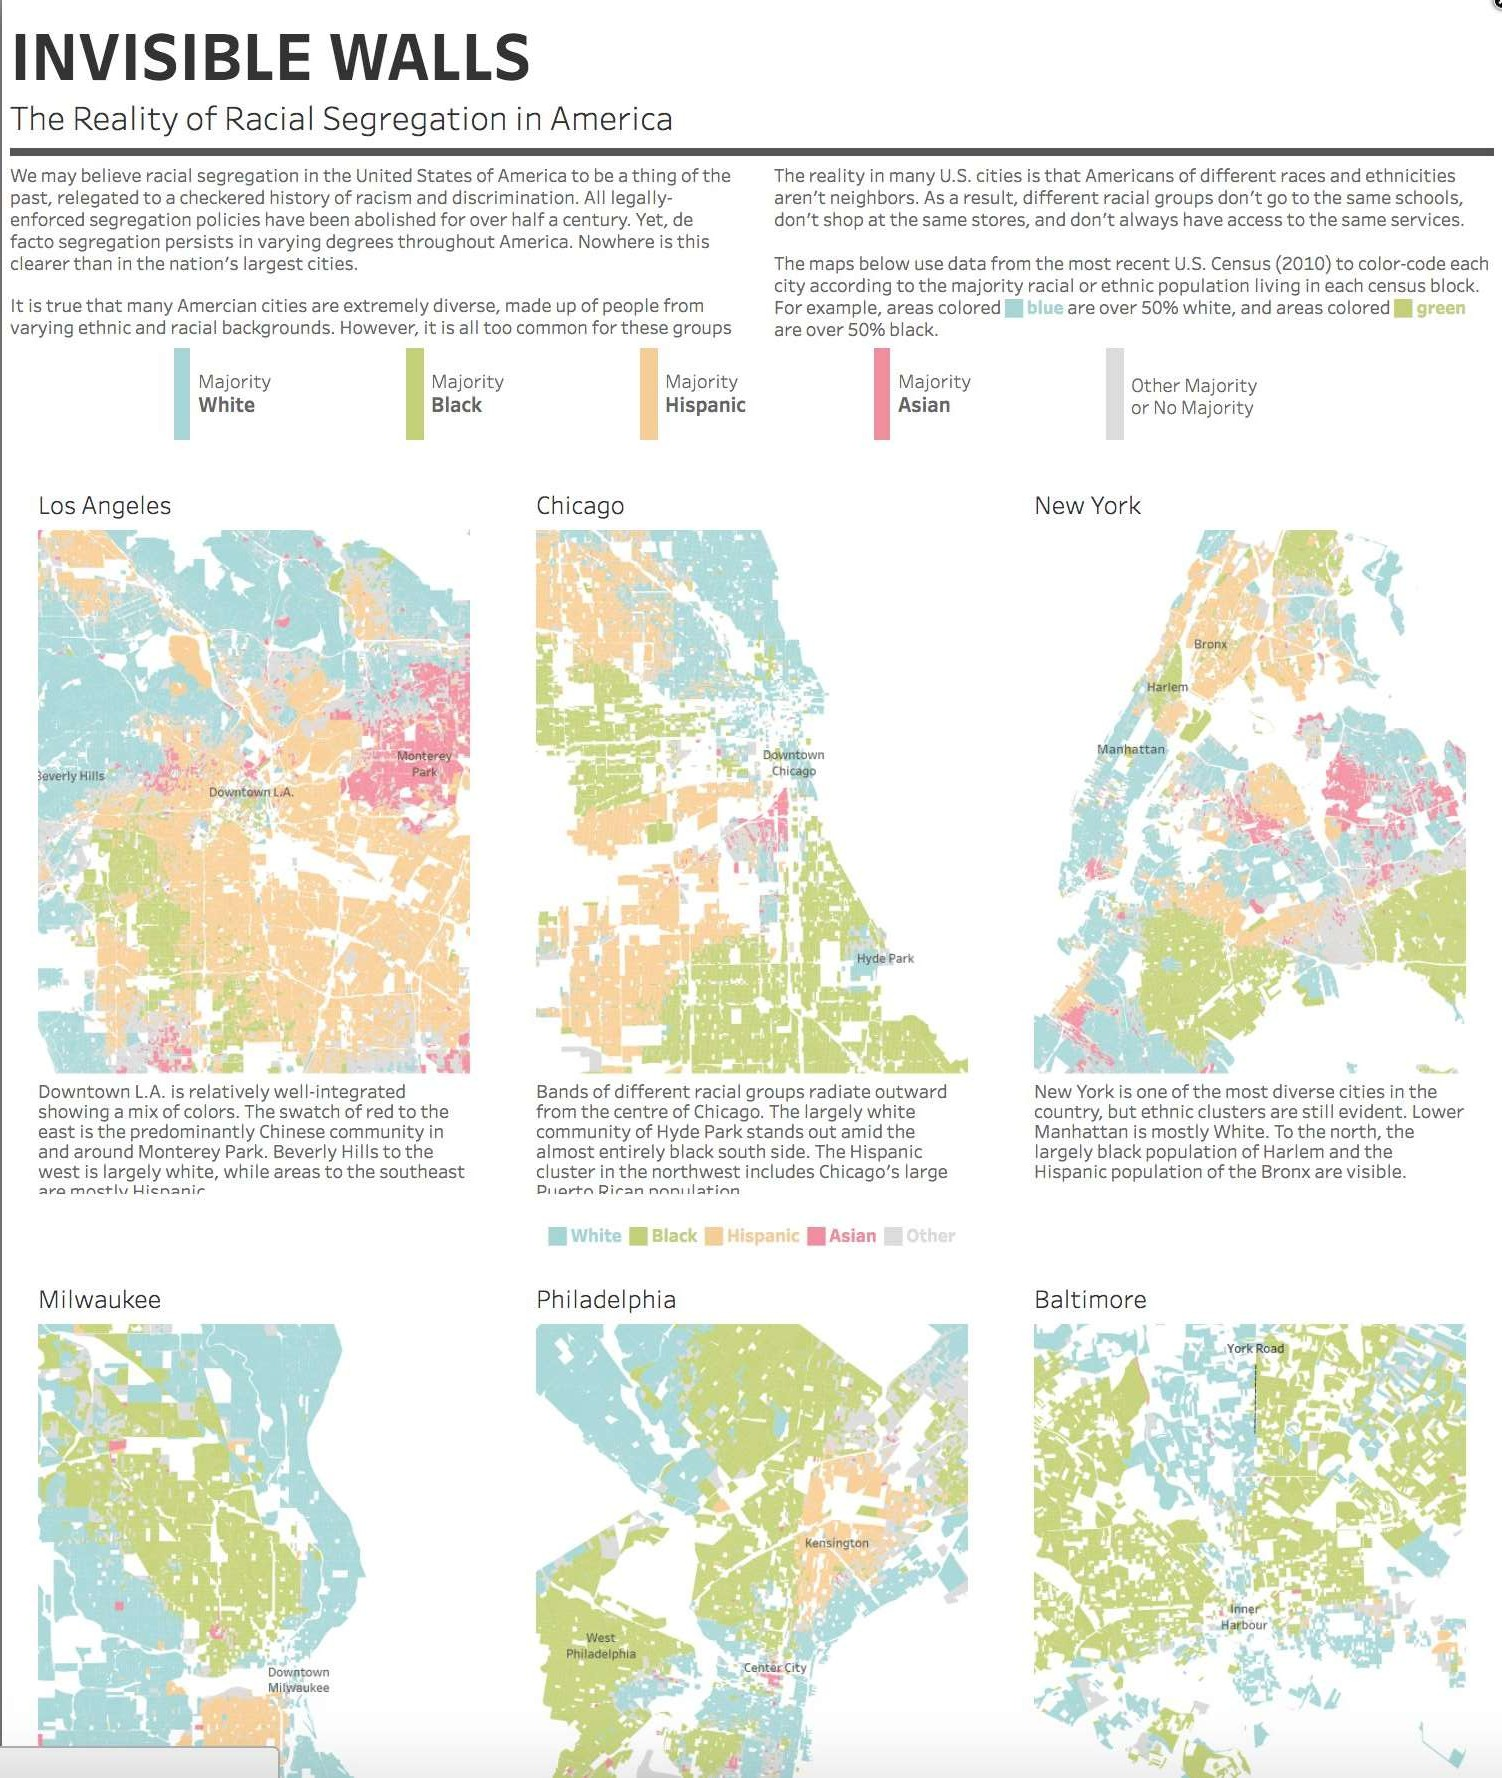 INVISIBLE WALLS
The Reality of Racial Segregation in America
We may believe racial segregation in the United States of America to be a thing of the
past, relegated to a checkered history of racism and discrimination. All legally-
enforced segregation policies have been abolished for over half a century. Yet, de
facto segregation persists in varying degrees throughout America. Nowhere is this
clearer than in the nation's largest cities.
It is true that many Amercian cities are extremely diverse, made up of people from
varying ethnic and racial backgrounds. However, it is all too common for these groups
The reality in many U.S. cities is that Americans of different races and ethnicities
aren't neighbors. As a result, different racial groups don't go to the same schools,
don't shop at the same stores, and don't always have access to the same services.
The maps below use data from the most recent U.S. Census (2010) to color-code each
city according to the majority racial or ethnic population living in each census block.
For example, areas colored blue are over 50% white, and areas colored green
are over 50% black.
Majority
White
Majority
Black
Majority
Hispanic
Majority
Asian
Other Majority
or No Majority
Los Angeles
Beverly Hills
Downtown L.A.
Monterey
Park
Downtown L.A. is relatively well-integrated
showing a mix of colors. The swatch of red to the
east is the predominantly Chinese community in
and around Monterey Park. Beverly Hills to the
west is largely white, while areas to the southeast
are mostly Hispanic
Chicago
Downtown
Chicago
Hyde Park
Bands of different racial groups radiate outward
from the centre of Chicago. The largely white
community of Hyde Park stands out amid the
almost entirely black south side. The Hispanic
cluster in the northwest includes Chicago's large
Puerto Rican population
New York
Bronx
Harlem
Manhattan
New York is one of the most diverse cities in the
country, but ethnic clusters are still evident. Lower
Manhattan is mostly White. To the north, the
largely black population of Harlem and the
Hispanic population of the Bronx are visible.
White Black Hispanic Asian Other
Milwaukee
Downtown
Milwaukee
Philadelphia
Kensington
West
Philadelphia
Center City
Baltimore
York Road
Inner
Harbour